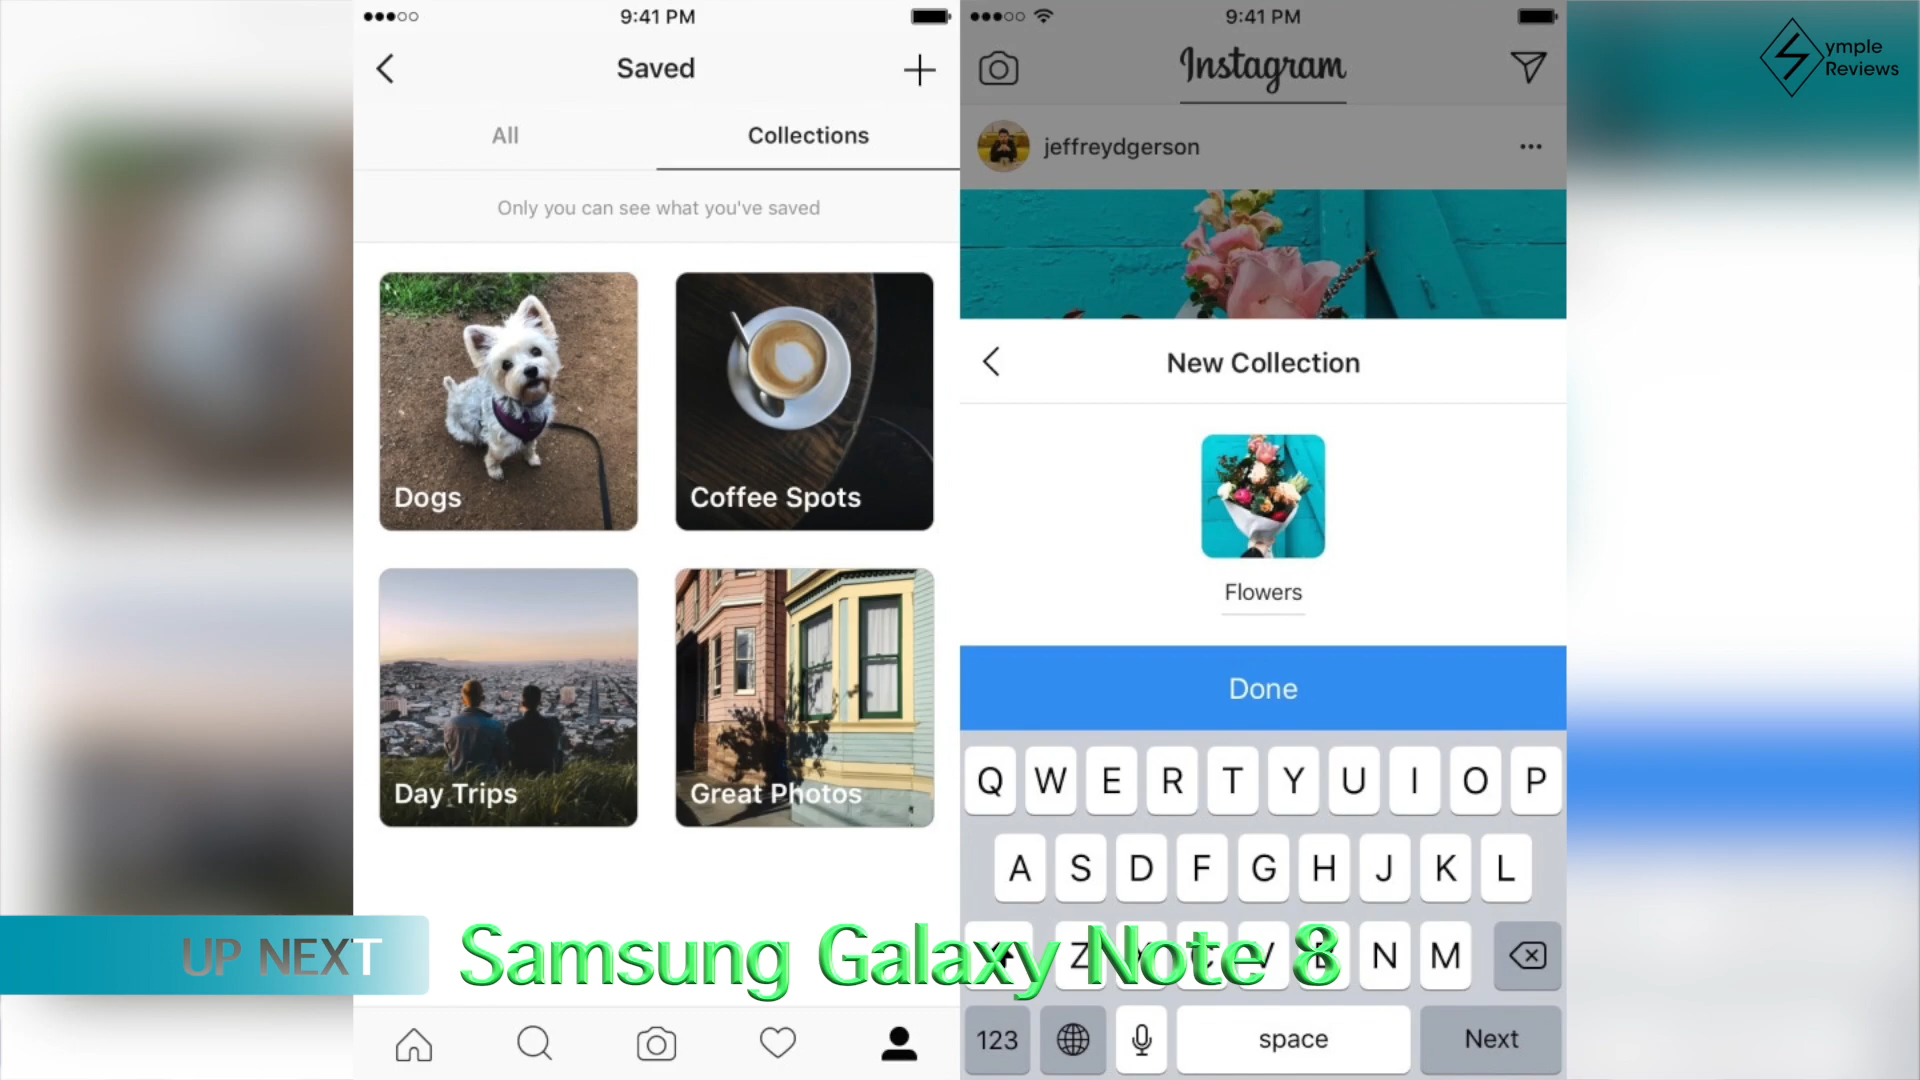 9:41 PM
Saved
All
Collections
Only you can see what you've saved
Dogs
Coffee Spots
Day Trips
Great Photos
9:41 PM
Instagram
jeffreydgerson
New Collection
Flowers
Done
Q W E R T Y U I O P
A S D F G H J K L
Z X C V B N M
123
space
Next
ymple
Reviews
UP NEXT
Samsung Galaxy Note 8